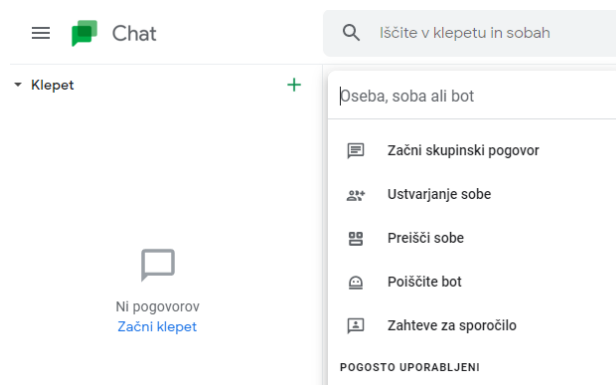 Chat
Iščite v klepetu in sobah
Klepet
Oseba, soba ali bot
Začni skupinski pogovor
Ustvarjanje sobe
Preišči sobe
Poiščite bot
Zahteve za sporočilo
POGOSTO UPORABLJENI
Ni pogovorov
Začni klepet